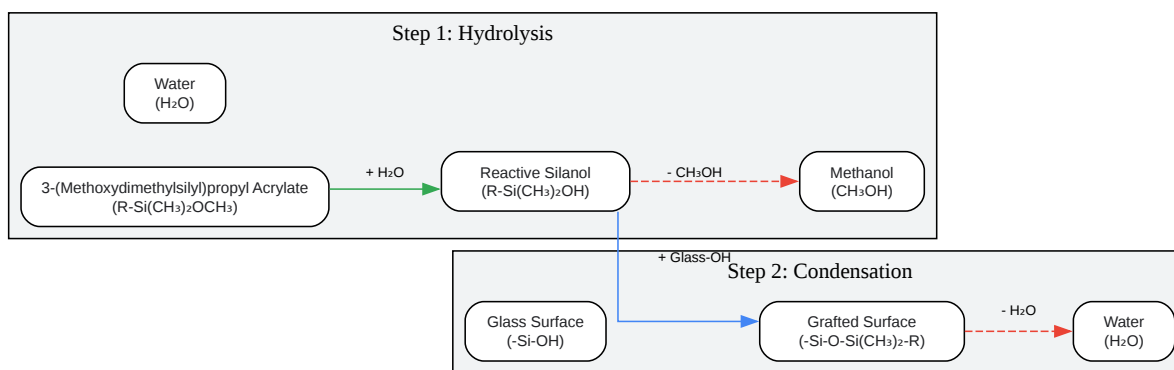 Step 1: Hydrolysis
Water
(H₂O)
3-(Methoxydimethylsilyl)propyl Acrylate
(R-Si(CH₃)₂OCH₃)
+ H₂O
Reactive Silanol
(R-Si(CH₃)₂OH)
- CH₃OH
Methanol
(CH₃OH)
+ Glass-OH
Step 2: Condensation
Glass Surface
(-Si-OH)
Grafted Surface
(-Si-O-Si(CH₃)₂-R)
- H₂O
Water
(H₂O)